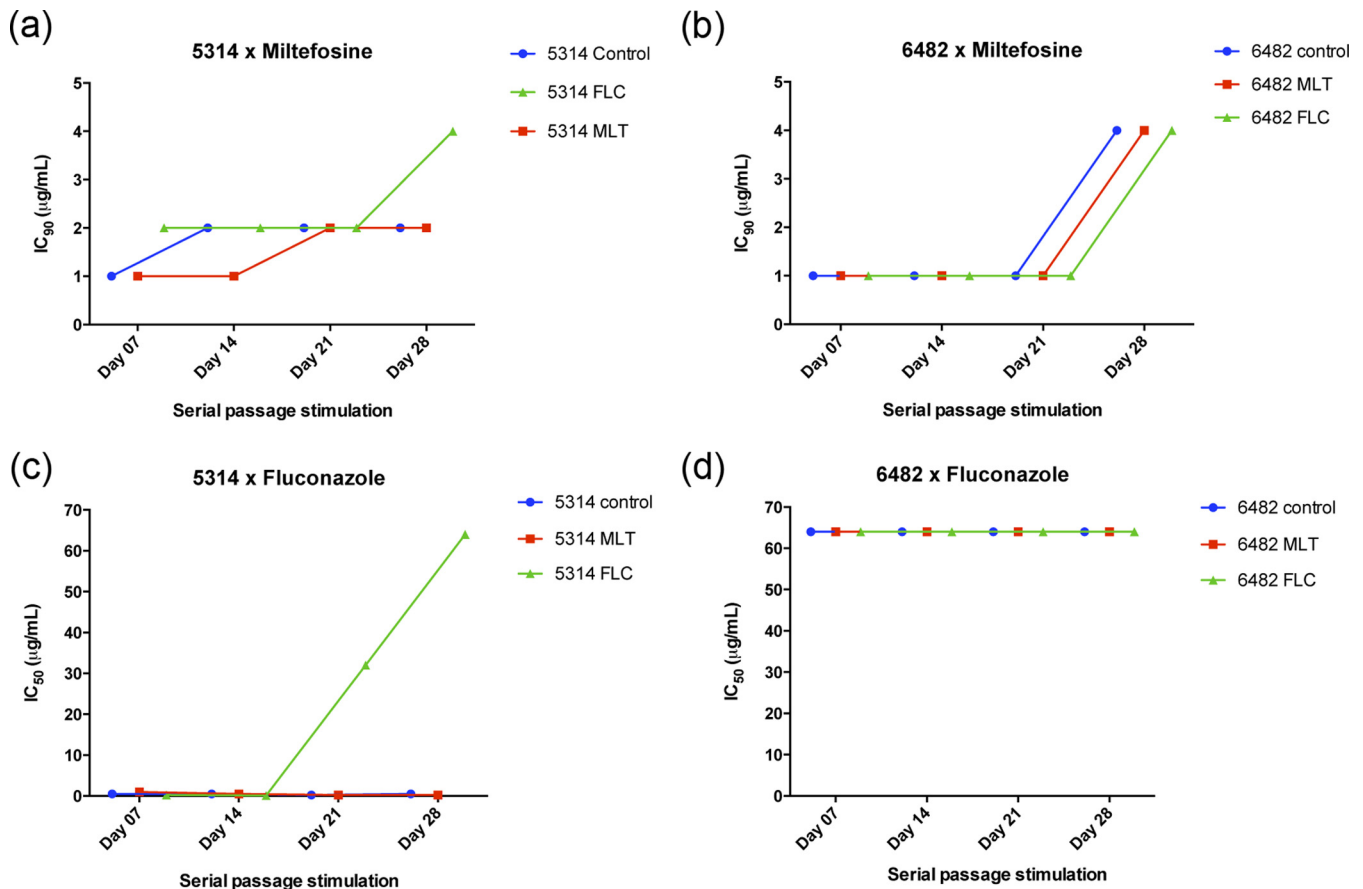 (a)
5314 x Miltefosine
5314 Control
5314 FLC
5314 MLT
5
4
3
2
1
0
IC90 (μg/mL)
Day 07
Day 14
Day 21
Day 28
Serial passage stimulation
(b)
6482 x Miltefosine
6482 control
6482 MLT
6482 FLC
5
4
3
2
1
0
IC90 (μg/mL)
Day 07
Day 14
Day 21
Day 28
Serial passage stimulation
(c)
5314 x Fluconazole
5314 control
5314 MLT
5314 FLC
70
60
50
40
30
20
10
0
IC50 (μg/mL)
Day 07
Day 14
Day 21
Day 28
Serial passage stimulation
(d)
6482 x Fluconazole
6482 control
6482 MLT
6482 FLC
70
60
50
40
30
20
10
0
IC50 (μg/mL)
Day 07
Day 14
Day 21
Day 28
Serial passage stimulation